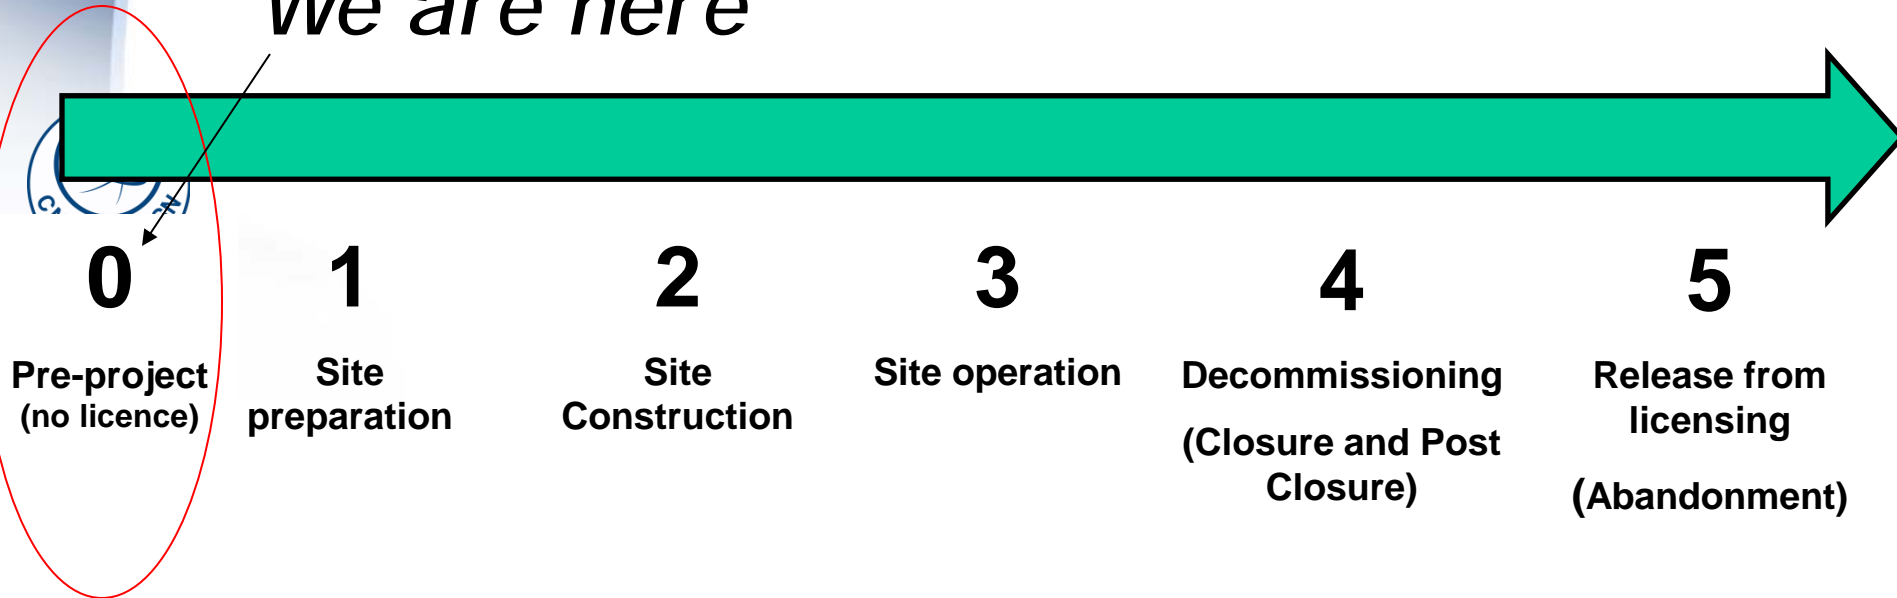 We are here
0
1
2
3
4
5
Pre-project
(no licence)
Site
preparation
Site
Construction
Site operation
Decommissioning
(Closure and Post
Closure)
Release from
licensing
(Abandonment)